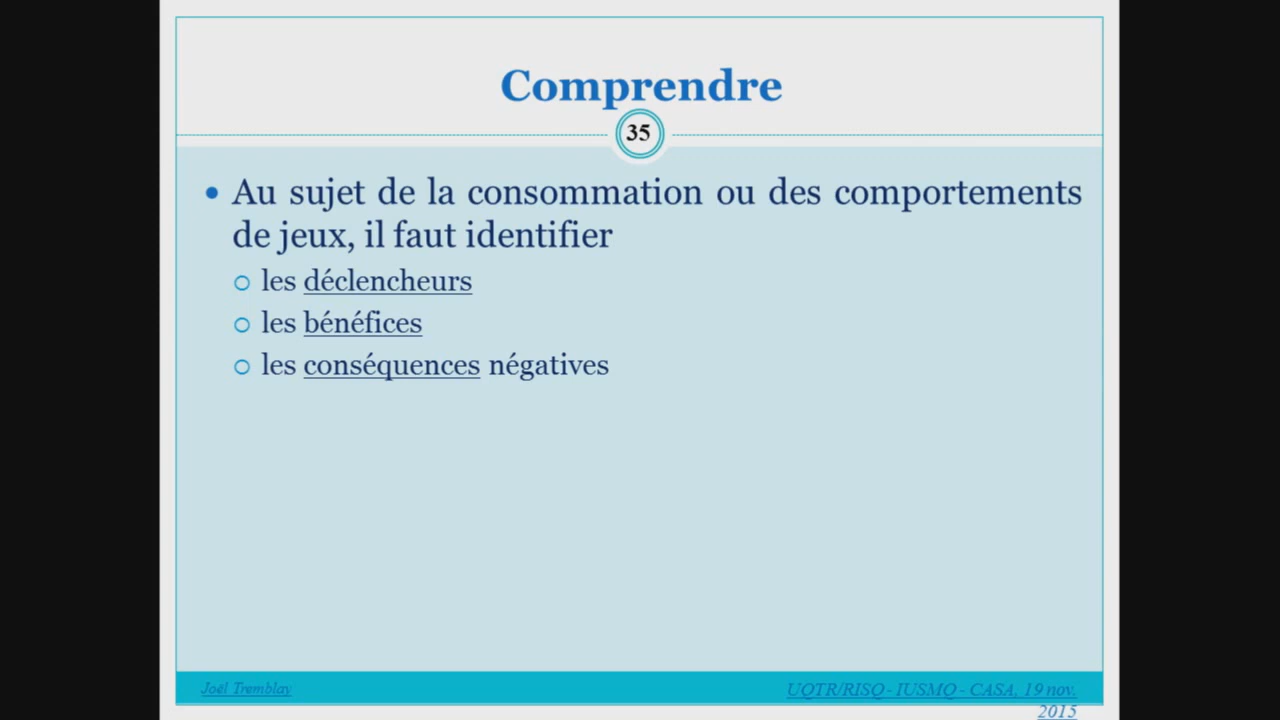 Comprendre
35
Au sujet de la consommation ou des comportements
de jeux, il faut identifier
les déclencheurs
les bénéfices
les conséquences négatives
Joël Tremblay
UQTR/RISQ - IUSMQ - CASA, 19 nov.
2015